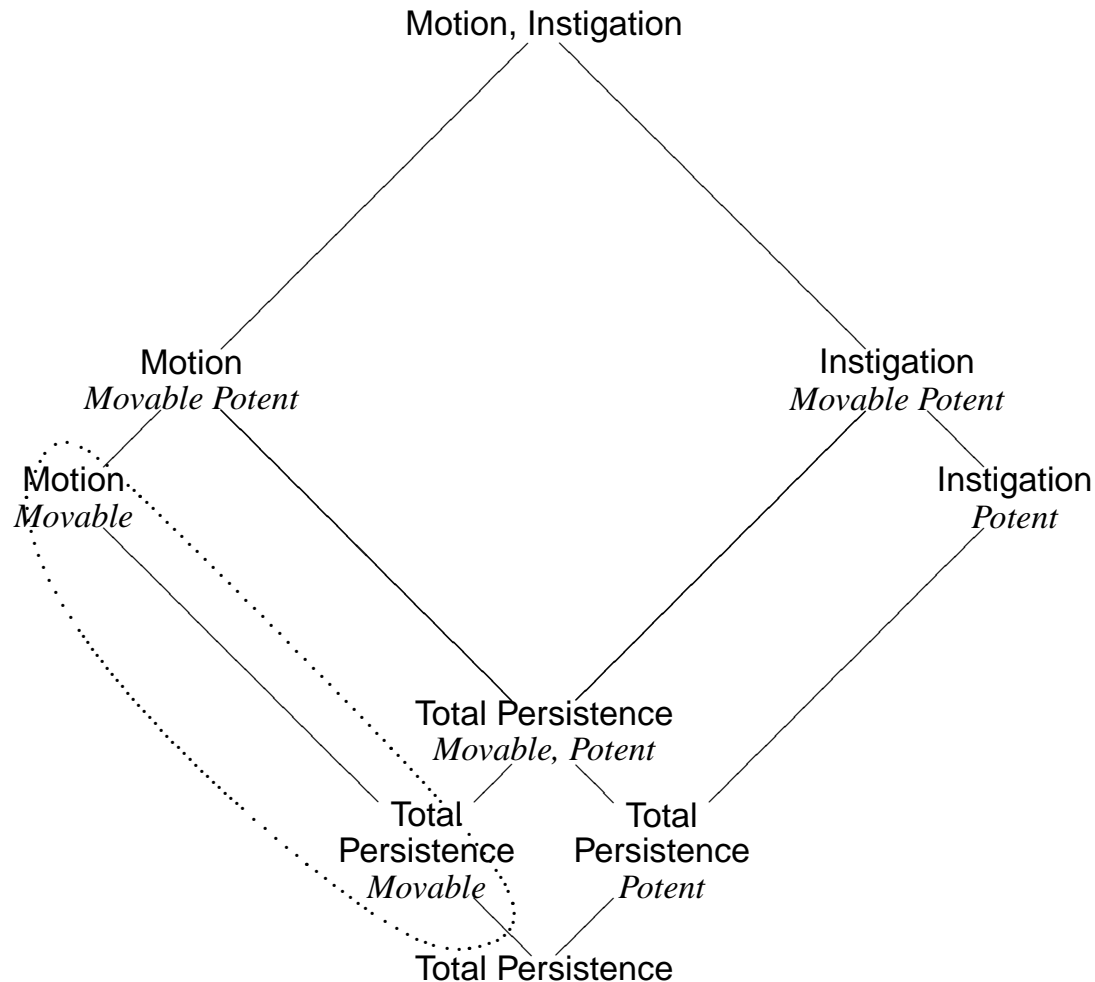 Motion, Instigation
Motion
Movable Potent
Instigation
Movable Potent
Motion
Movable
Instigation
Potent
Total Persistence
Movable, Potent
Total
Persistence
Movable
Total
Persistence
Potent
Total Persistence